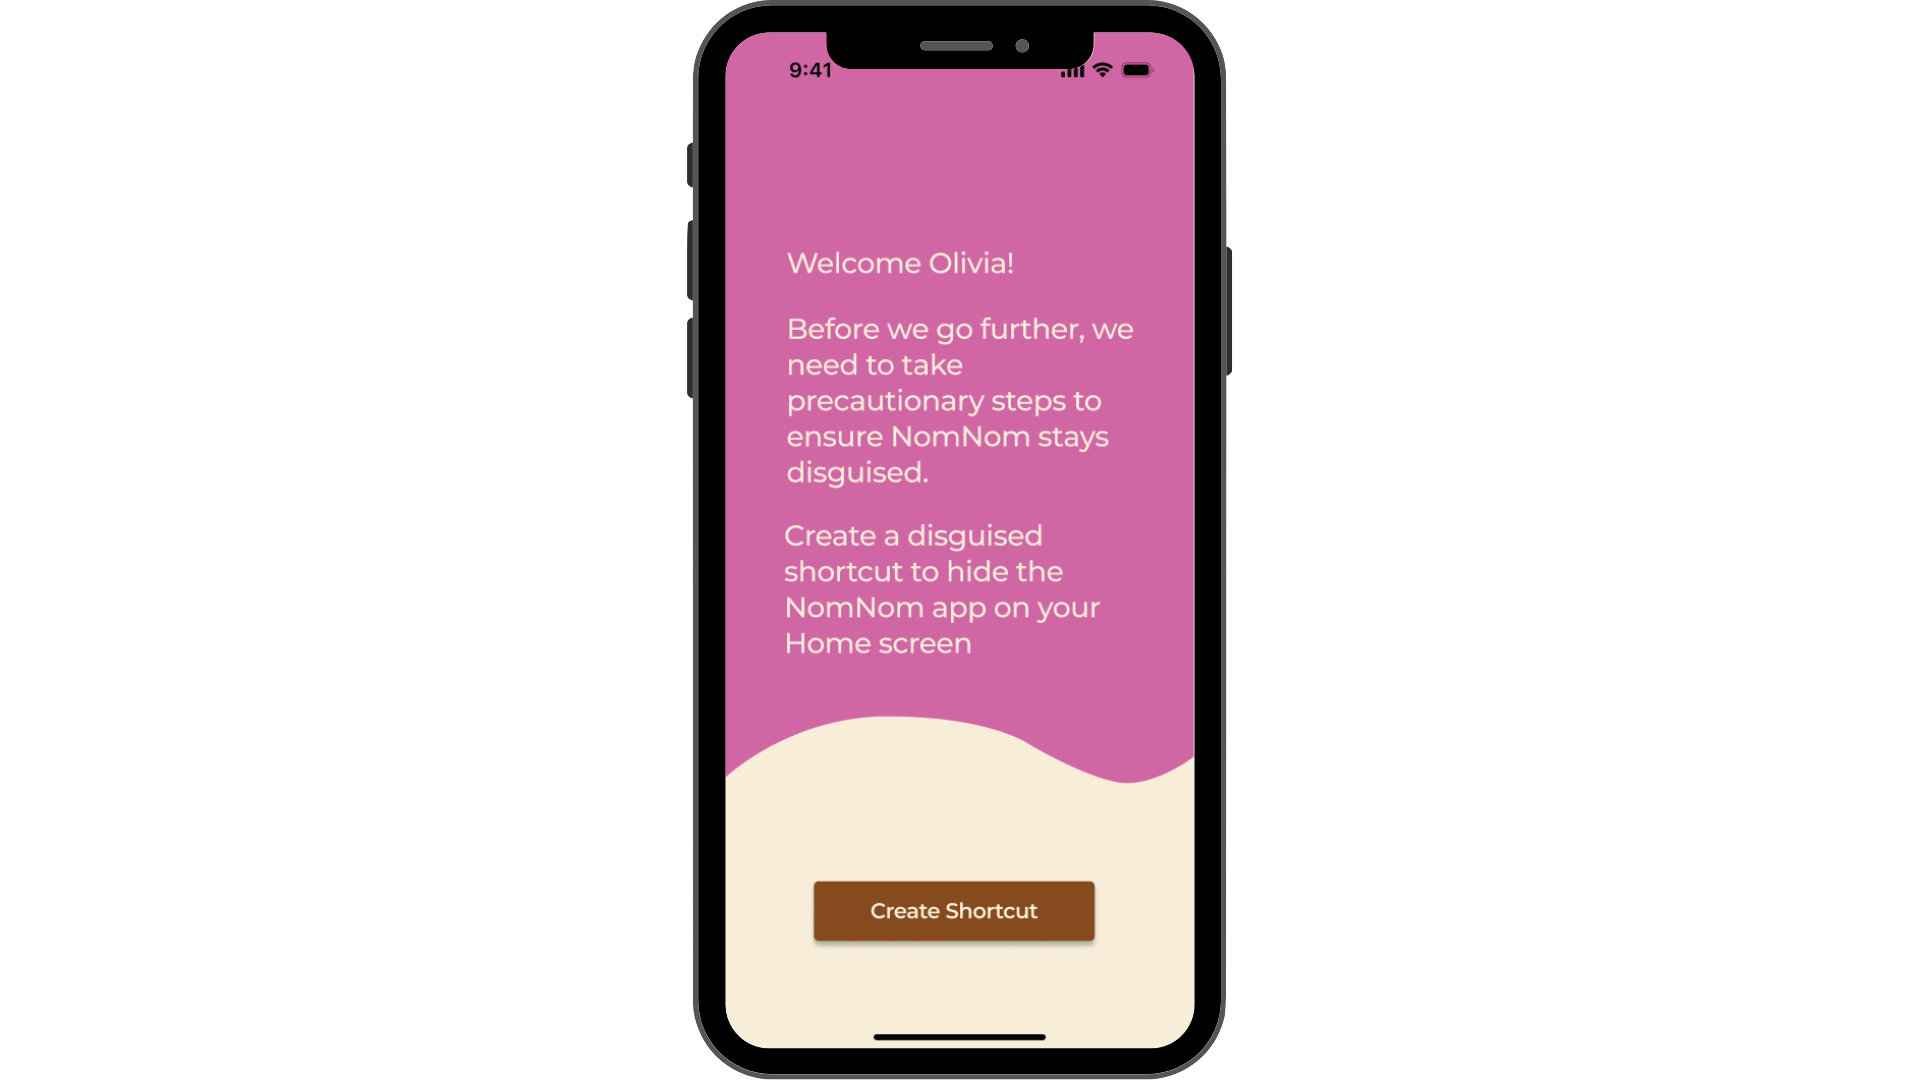 9:41
Welcome Olivia!
Before we go further, we
need to take
precautionary steps to
ensure NomNom stays
disguised.
Create a disguised
shortcut to hide the
NomNom app on your
Home screen
Create Shortcut